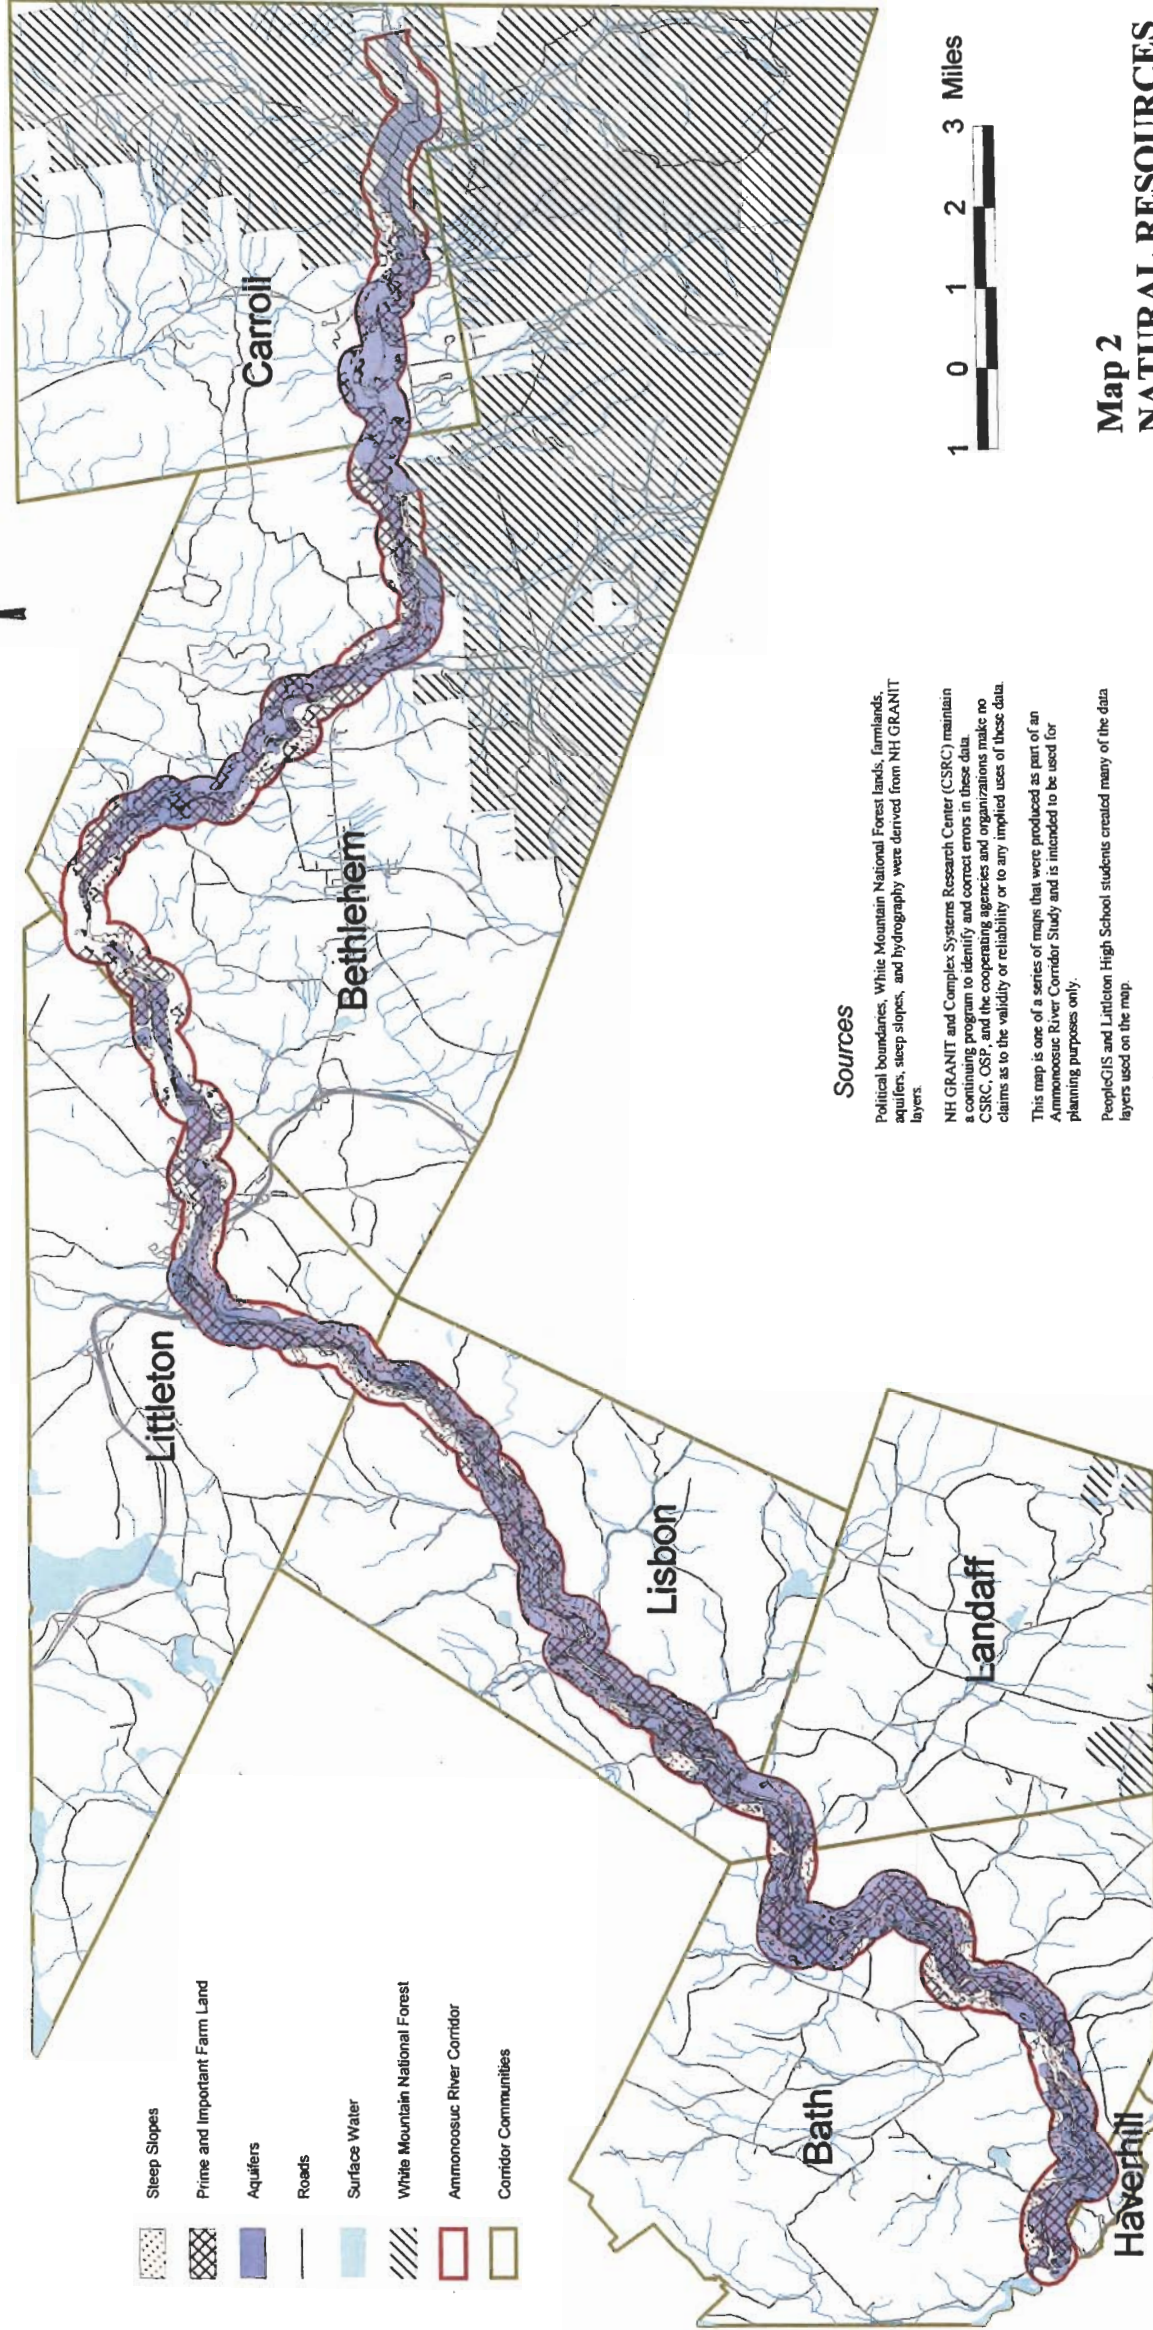 Carroll
Bethlehem
Littleton
Lisbon
Landaff
Bath
Haverhill
Steep Slopes
Prime and Important Farm Land
Aquifers
Roads
Surface Water
White Mountain National Forest
Ammonoosuc River Corridor
Corridor Communities
Sources
Political boundaries, White Mountain National Forest lands, farmlands,
aquifers, steep slopes, and hydrography were derived from NH GRANIT
layers.
NH GRANIT and Complex Systems Research Center (CSRC) maintain
a continuing program to identify and correct errors in these data.
CSRC, OSP, and the cooperating agencies and organizations make no
claims as to the validity or reliability or to any implied uses of these data.
This map is one of a series of maps that were produced as part of an
Ammonoosuc River Corridor Study and is intended to be used for
planning purposes only.
PeopleGIS and Littleton High School students created many of the data
layers used on the map.
1 0 1 2 3 Miles
Map 2
NATURAL RESOURCES